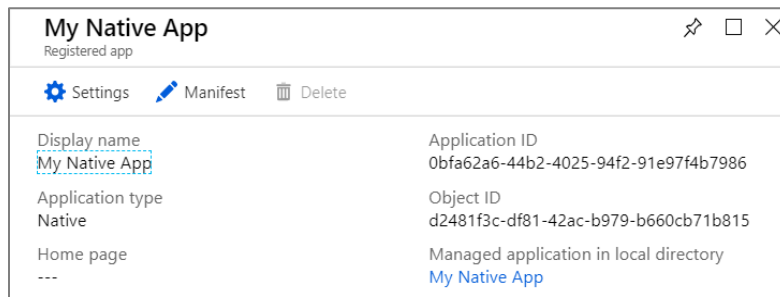 My Native App
Registered app
Settings Manifest Delete
Display name
My Native App
Application ID
0bfa62a6-44b2-4025-94f2-91e97f4b7986
Application type
Native
Object ID
d2481f3c-df81-42ac-b979-b660cb71b815
Home page
---
Managed application in local directory
My Native App